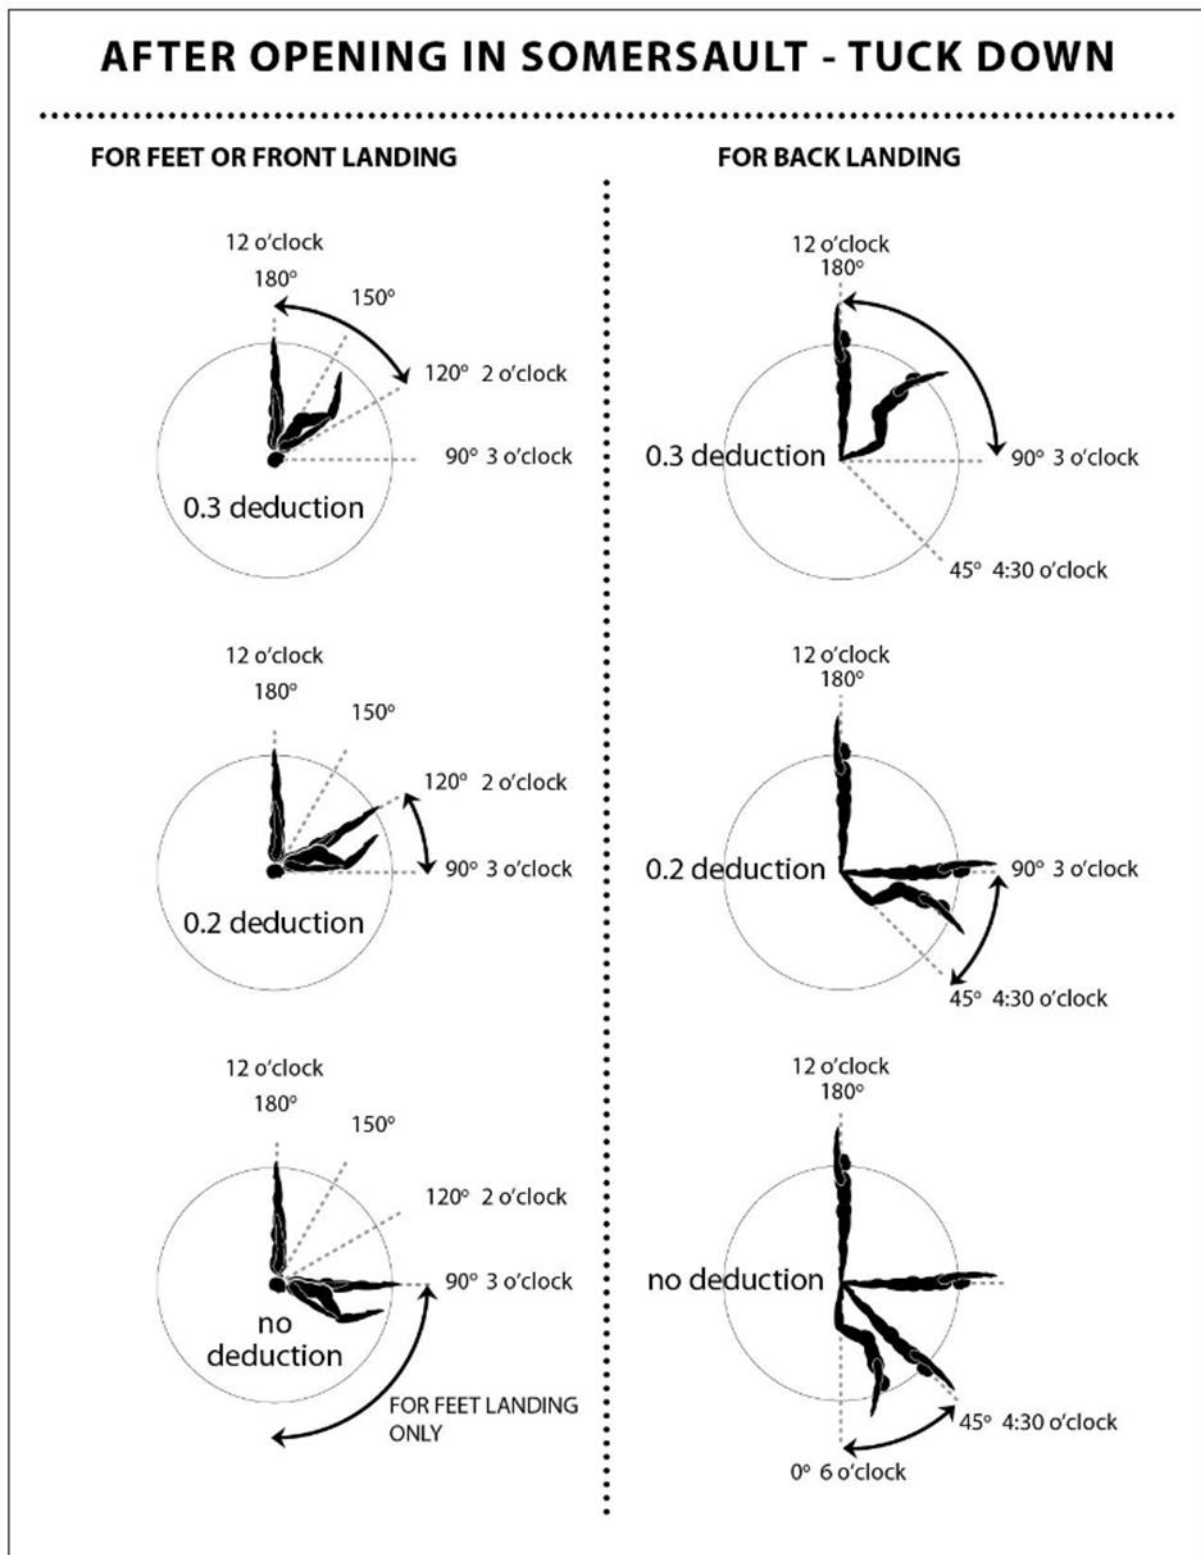 AFTER OPENING IN SOMERSAULT - TUCK DOWN
FOR FEET OR FRONT LANDING
12 o'clock
180°
150°
120° 2 o'clock
90° 3 o'clock
0.3 deduction
12 o'clock
180°
150°
120° 2 o'clock
90° 3 o'clock
0.2 deduction
12 o'clock
180°
150°
120° 2 o'clock
90° 3 o'clock
no
deduction
FOR FEET LANDING
ONLY
FOR BACK LANDING
12 o'clock
180°
0.3 deduction
90° 3 o'clock
45° 4:30 o'clock
12 o'clock
180°
0.2 deduction
90° 3 o'clock
45° 4:30 o'clock
12 o'clock
180°
no deduction
90° 3 o'clock
45° 4:30 o'clock
0° 6 o'clock